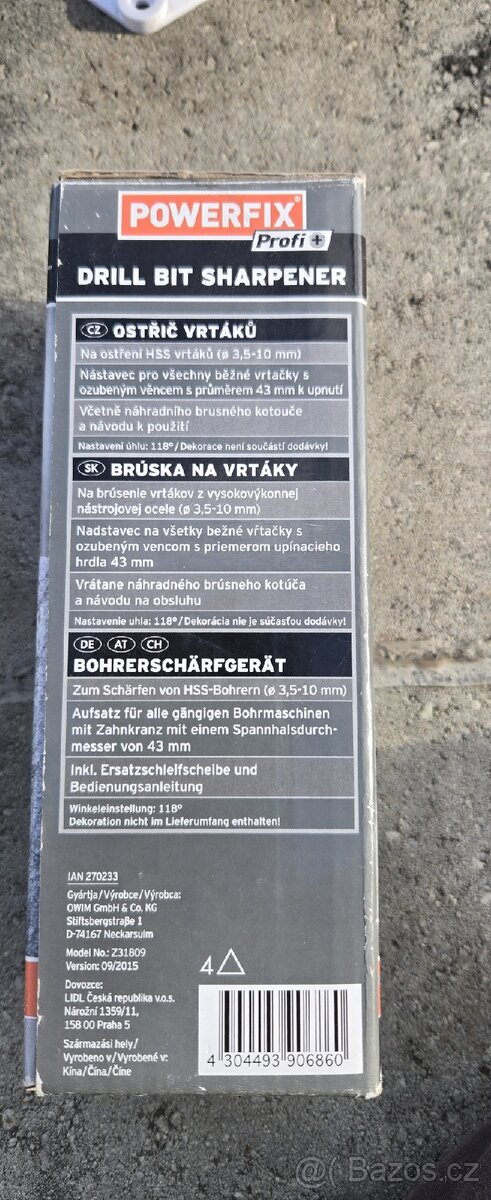 POWERFIX®
Profi +
DRILL BIT SHARPENER
CZ OSTŘIČ VRTÁKŮ
Na ostření HSS vrtáků (ø 3,5-10 mm)
Nástavec pro všechny běžné vrtačky s
ozubeným věncem s průměrem 43 mm k upnutí
Včetně náhradního brusného kotouče
a návodu k použití
Nastavení úhlu: 118°/Dekorace není součástí dodávky!
SK BRÚSKA NA VRTÁKY
Na brúsenie vrtákov z vysokovýkonnej
nástrojovej ocele (ø 3,5-10 mm)
Nadstavec na všetky bežné vŕtačky s
ozubeným vencom s priemerom upínacieho
hrdla 43 mm
Vrátane náhradného brúsneho kotúča
a návodu na obsluhu
Nastavenie uhla: 118°/Dekorácia nie je súčasťou dodávky!
DE AT CH
BOHRERSCHÄRFGERÄT
Zum Schärfen von HSS-Bohrern (ø 3,5-10 mm)
Aufsatz für alle gängigen Bohrmaschinen
mit Zahnkranz mit einem Spannhalsdurch-
messer von 43 mm
Inkl. Ersatzschleifscheibe und
Bedienungsanleitung
Winkeleinstellung: 118°
Dekoration nicht im Lieferumfang enthalten!
IAN 270233
Gyártja/Výrobce/Výrobca:
OWIM GmbH & Co. KG
Stiftsbergstraße 1
D-74167 Neckarsulm
Model No.: Z31809
Version: 09/2015
Dovozce:
LIDL Česká republika v.o.s.
Nárožní 1359/11,
158 00 Praha 5
Származási hely/
Vyrobeno v/Vyrobené v:
Kína/Čína/Číne
4
4 304493 906860
Bazos.cz